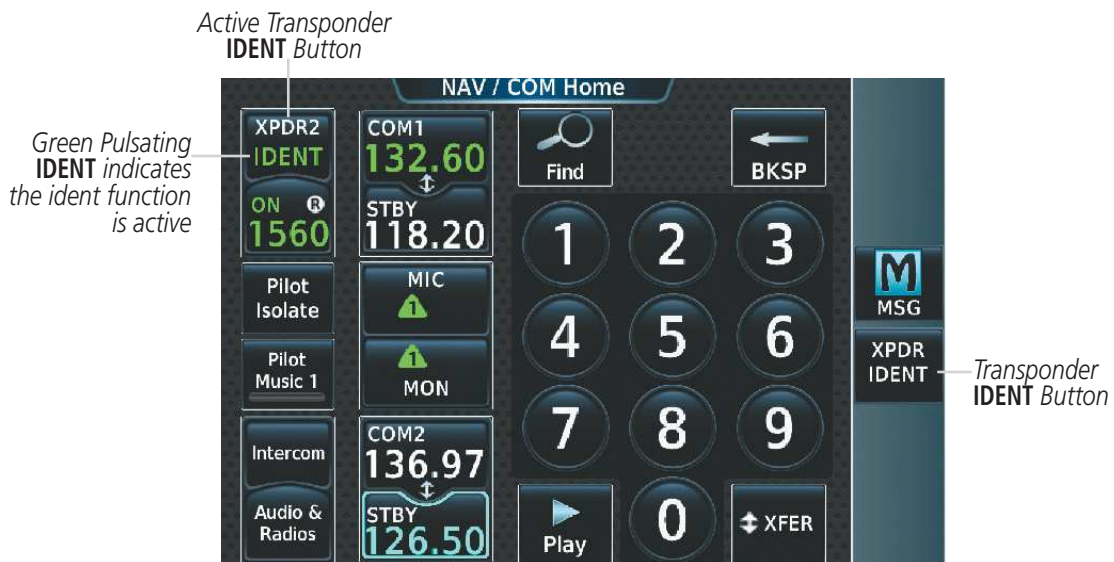 Active Transponder
IDENT Button
Green Pulsating
IDENT indicates
the ident function
is active
NAV / COM Home
XPDR2
IDENT
ON R
1560
Pilot
Isolate
Pilot
Music 1
Intercom
Audio &
Radios
COM1
132.60
STBY
118.20
MIC
1
1
MON
COM2
136.97
STBY
126.50
Find
BKSP
1
2
3
4
5
6
7
8
9
Play
0
XFER
M
MSG
XPDR
IDENT
Transponder
IDENT Button